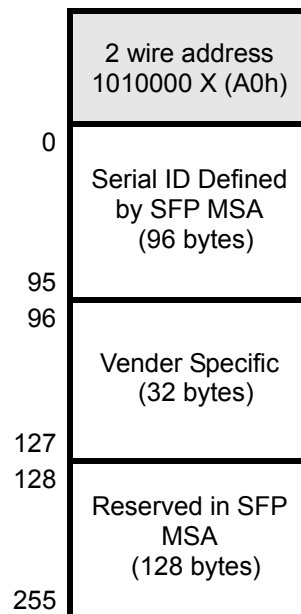 2 wire address
1010000 X (A0h)
0
Serial ID Defined
by SFP MSA
(96 bytes)
95
96
Vender Specific
(32 bytes)
127
128
Reserved in SFP
MSA
(128 bytes)
255